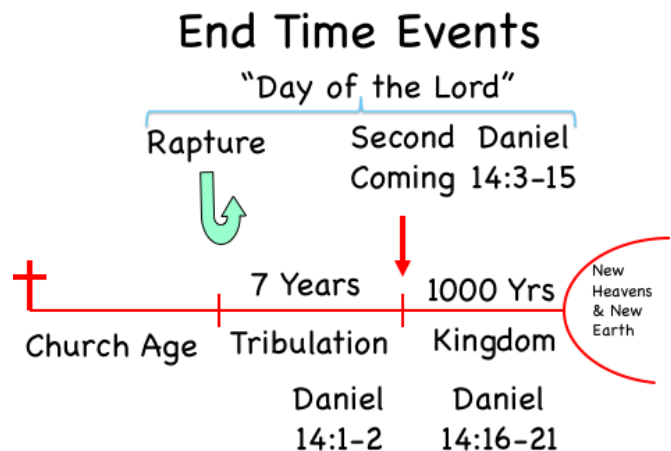 End Time Events
“Day of the Lord”
Rapture
Second Daniel
Coming 14:3-15
7 Years
1000 Yrs
New
Heavens
& New
Earth
Church Age
Tribulation
Kingdom
Daniel
14:1-2
Daniel
14:16-21